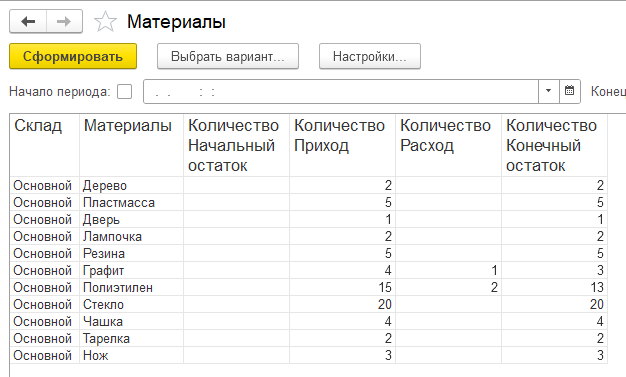 Материалы
Сформировать Выбрать вариант... Настройки...
Начало периода: . . : : Конец
Склад Материалы Количество Количество Количество Количество
Начальный Приход Расход Конечный
остаток остаток
Основной Дерево 2 2
Основной Пластмасса 5 5
Основной Дверь 1 1
Основной Лампочка 2 2
Основной Резина 5 5
Основной Графит 4 1 3
Основной Полиэтилен 15 2 13
Основной Стекло 20 20
Основной Чашка 4 4
Основной Тарелка 2 2
Основной Нож 3 3